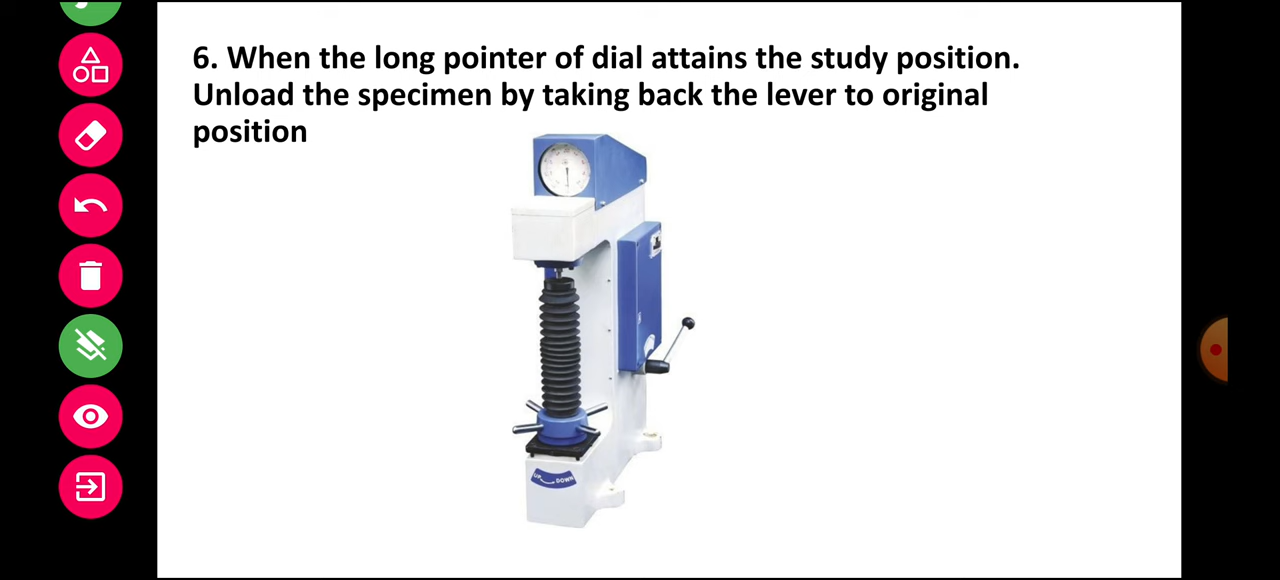 6. When the long pointer of dial attains the study position.
Unload the specimen by taking back the lever to original
position
UP DOWN